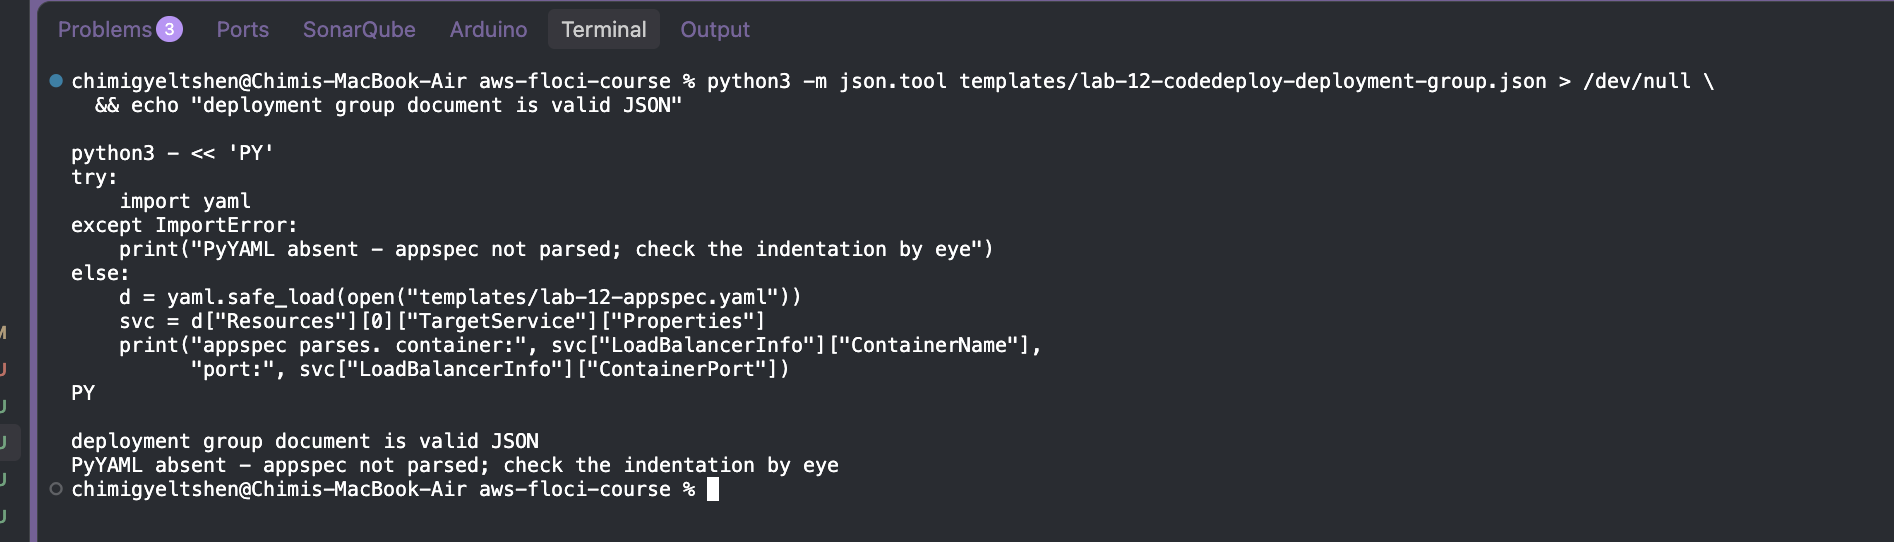 Problems 3 Ports SonarQube Arduino Terminal Output
chimigyeltshen@Chimis-MacBook-Air aws-floci-course % python3 -m json.tool templates/lab-12-codedeploy-deployment-group.json > /dev/null \
  && echo "deployment group document is valid JSON"

python3 - << 'PY'
try:
    import yaml
except ImportError:
    print("PyYAML absent - appspec not parsed; check the indentation by eye")
else:
    d = yaml.safe_load(open("templates/lab-12-appspec.yaml"))
    svc = d["Resources"][0]["TargetService"]["Properties"]
    print("appspec parses. container:", svc["LoadBalancerInfo"]["ContainerName"],
          "port:", svc["LoadBalancerInfo"]["ContainerPort"])
PY

deployment group document is valid JSON
PyYAML absent - appspec not parsed; check the indentation by eye
chimigyeltshen@Chimis-MacBook-Air aws-floci-course %